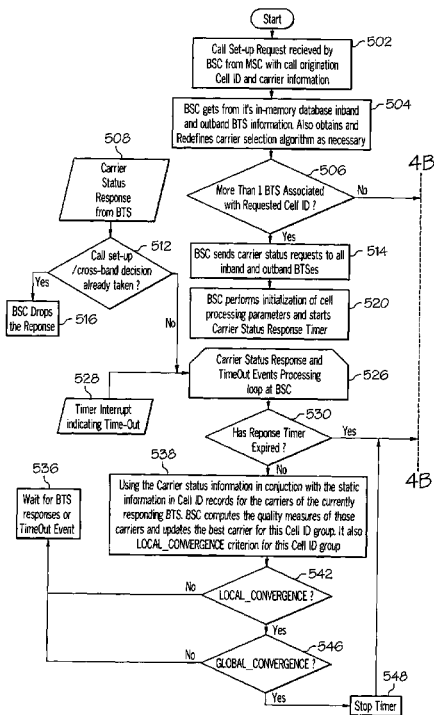 Start
Call Set-up Request recieved by
BSC from MSC with call origination
Cell iD and carrier information
502
BSC gets from it's in-memory database inband
and outband BTS information. Also obtains and
Redefines carrier selection algorithm as necessary
504
508
Carrier
Status
Response
from BTS
506
More Than 1 BTS Associated
with Requested Cell ID ?
No
4B
Yes
512
Call set-up
/cross-band decision
already taken ?
Yes
No
BSC Drops
the Reponse
516
BSC sends carrier status requests to all
inband and outband BTSes
514
BSC performs initialization of cell
processing parameters and starts
Carrier Status Response Timer
520
Carrier Status Response and
TimeOut Events Processing
loop at BSC
526
528
Timer Interrupt
indicating Time-Out
530
Has Reponse Timer
Expired ?
Yes
4B
No
536
Wait for BTS
responses or
TimeOut Event
538
Using the Carrier status information in conjuction with the static
information in Cell ID records for the carriers of the currently
responding BTS. BSC computes the quality measures of those
carriers and updates the best carrier for this Cell ID group. it also
LOCAL_CONVERGENCE criterion for this Cell ID group
542
LOCAL_CONVERGENCE ?
No
Yes
546
GLOBAL_CONVERGENCE ?
No
Yes
548
Stop Timer